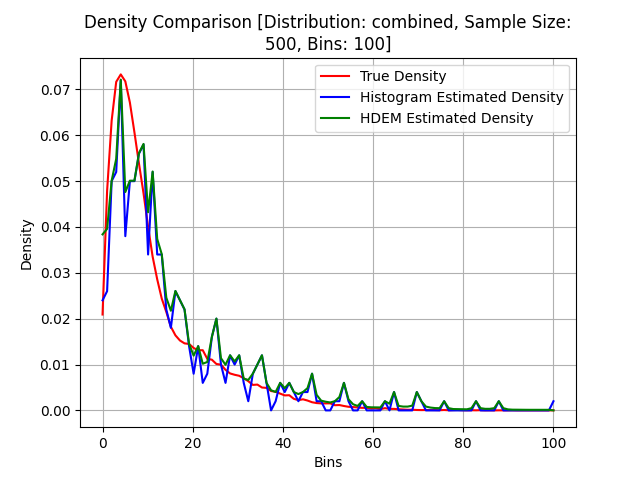 Density Comparison [Distribution: combined, Sample Size:
500, Bins: 100]
True Density
Histogram Estimated Density
HDEM Estimated Density
Density
0.07
0.06
0.05
0.04
0.03
0.02
0.01
0.00
0 20 40 60 80 100
Bins